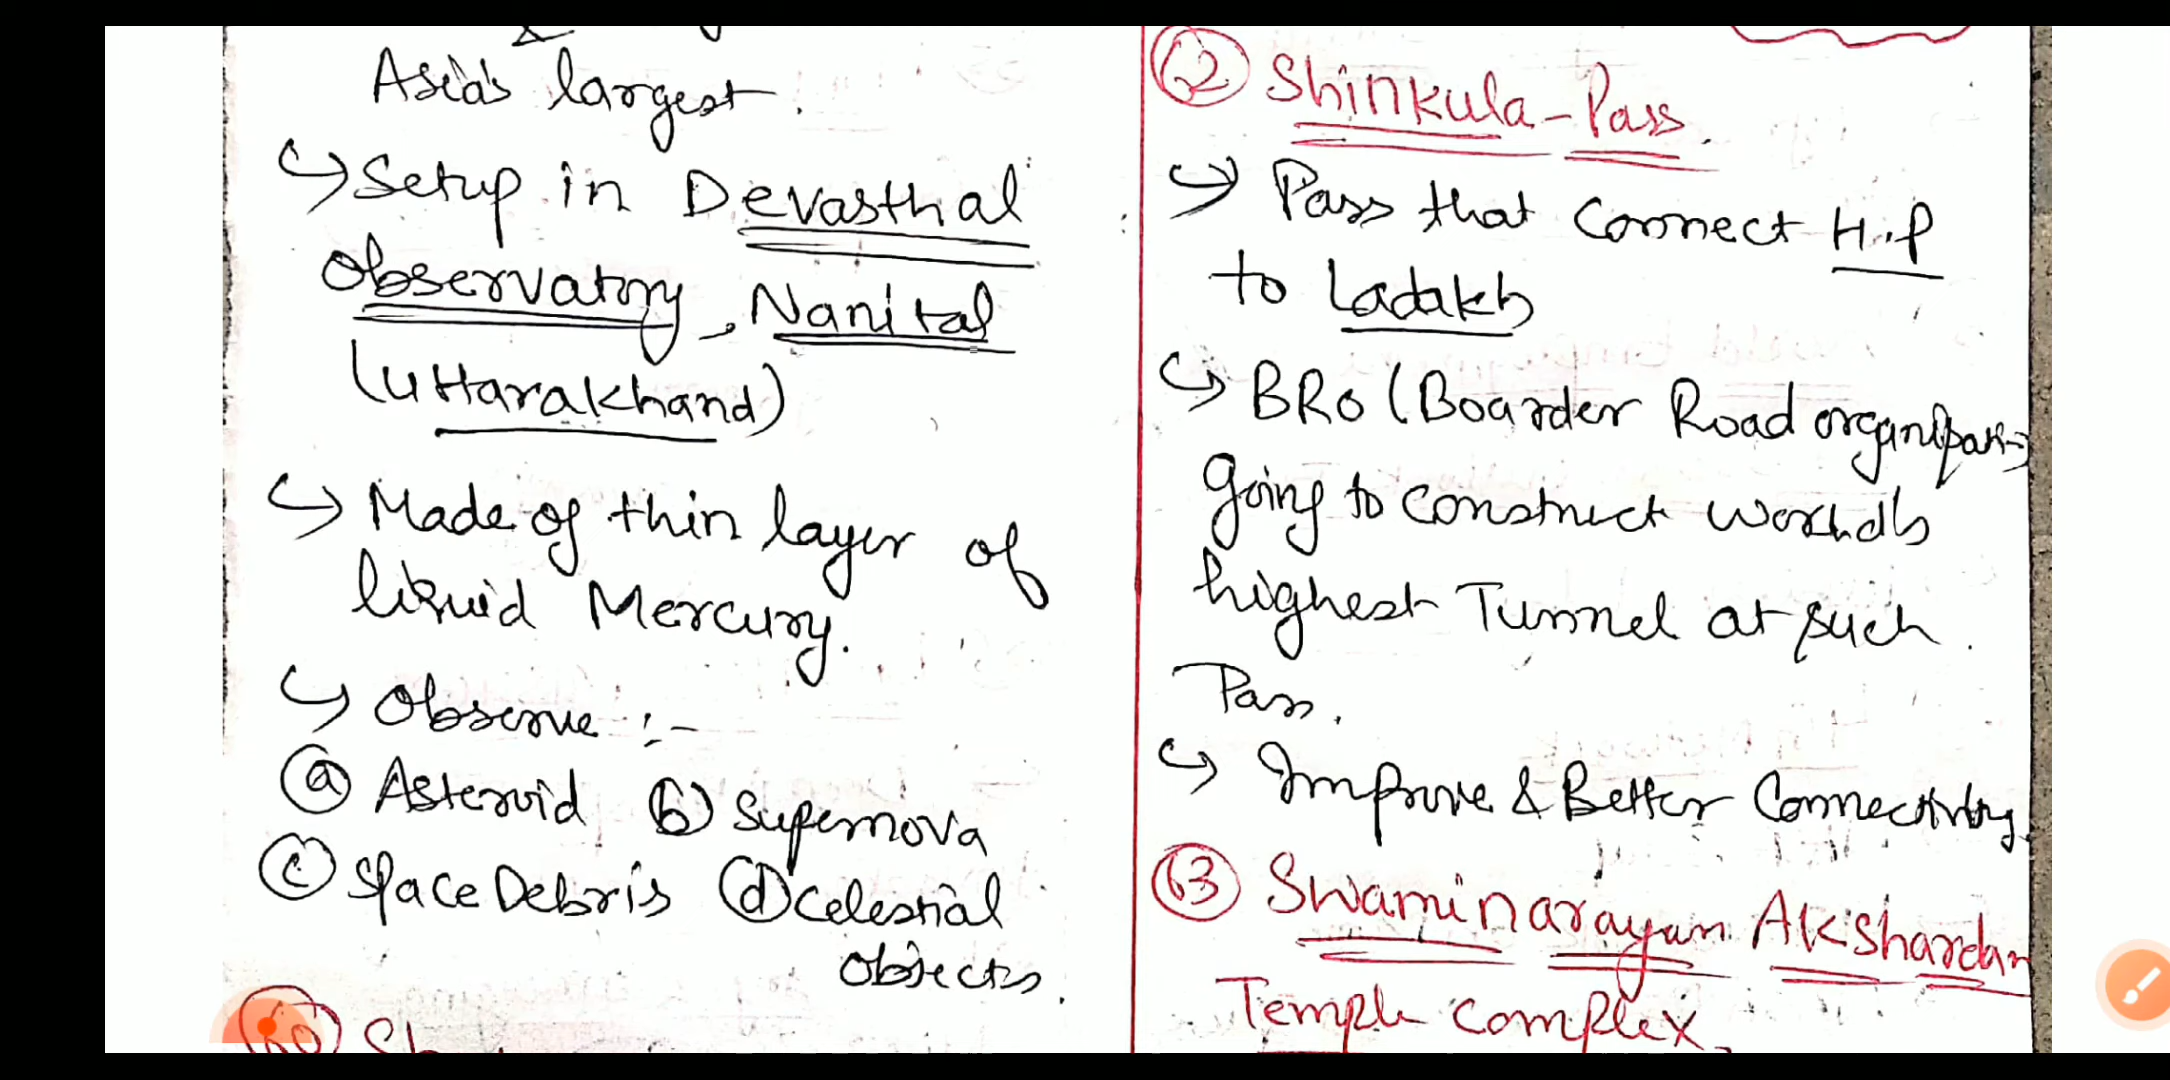 Asia's largest.
↳ Setup in Devasthal
Observatory, Nanital
(Uttarakhand)
↳ Made of thin layer of
liquid Mercury.
↳ Observe :-
(a) Asteroid (b) Supernova
(c) Space Debris (d) Celestial
Objects.
(62) Shinkula-Pass.
↳ Pass that connect H.P
to Ladakh
↳ BRO (Boarder Road organisation)
going to construct world's
highest Tunnel at such
Pass.
↳ Improve & Better Connectivity.
(63) Swaminarayan Akshardam
Temple complex.